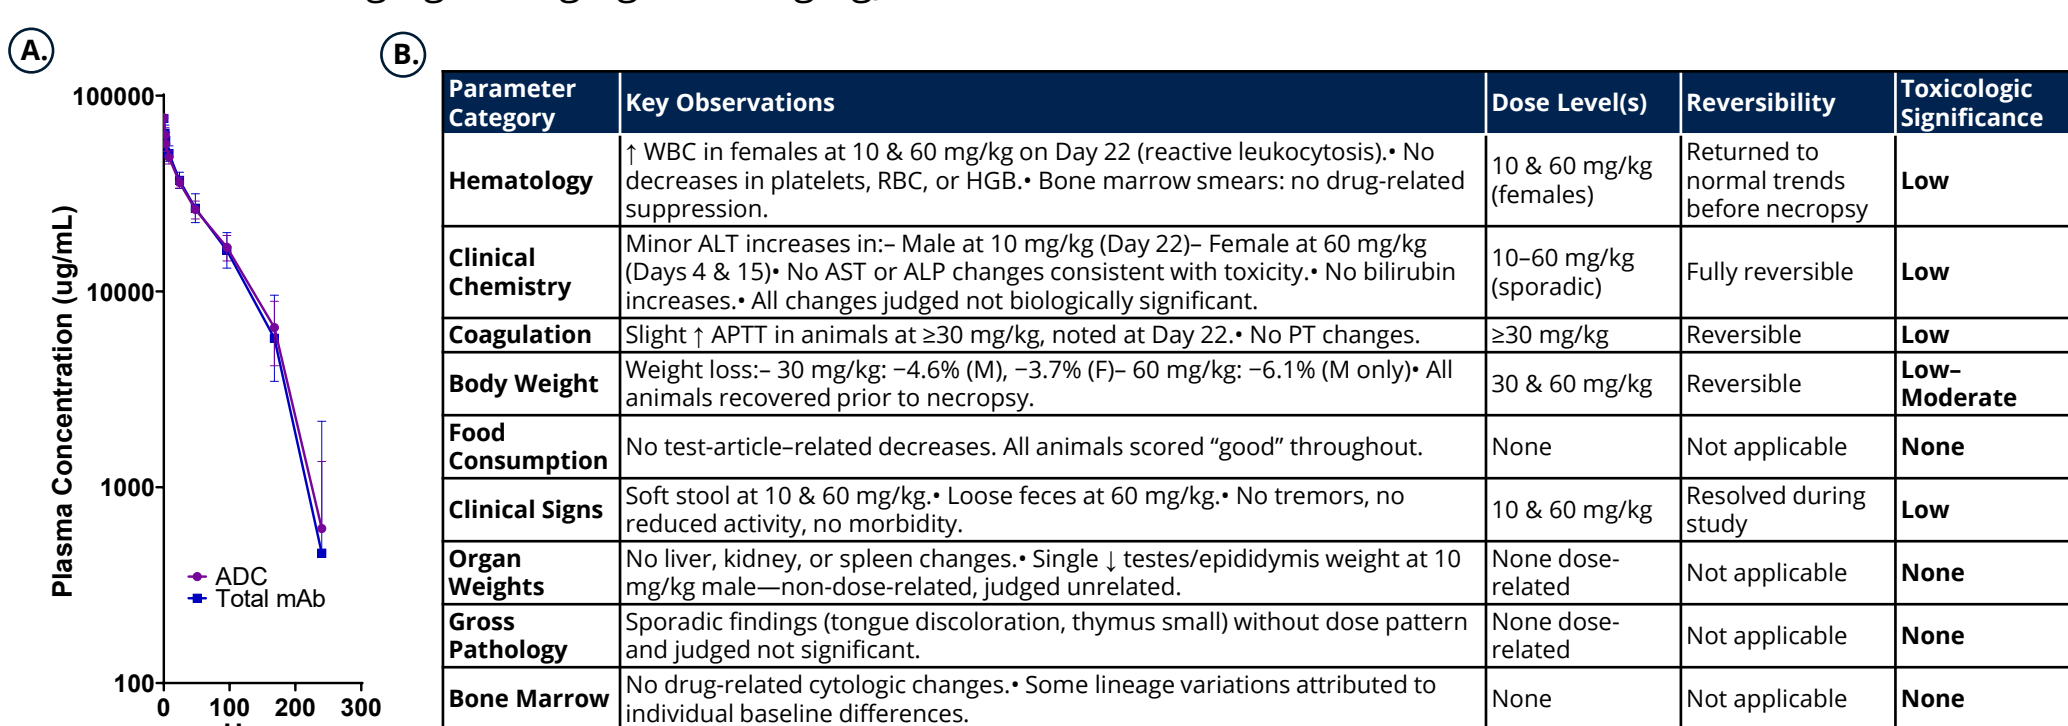 A.
100000
10000
1000
100
0 100 200 300
Plasma Concentration (ug/mL)
ADC
Total mAb
B.
Parameter
Category
Key Observations
Dose Level(s)
Reversibility
Toxicologic
Significance
Hematology
↑ WBC in females at 10 & 60 mg/kg on Day 22 (reactive leukocytosis).• No
decreases in platelets, RBC, or HGB.• Bone marrow smears: no drug-related
suppression.
10 & 60 mg/kg
(females)
Returned to
normal trends
before necropsy
Low
Clinical
Chemistry
Minor ALT increases in:– Male at 10 mg/kg (Day 22)– Female at 60 mg/kg
(Days 4 & 15)• No AST or ALP changes consistent with toxicity.• No bilirubin
increases.• All changes judged not biologically significant.
10–60 mg/kg
(sporadic)
Fully reversible
Low
Coagulation
Slight ↑ APTT in animals at ≥30 mg/kg, noted at Day 22.• No PT changes.
≥30 mg/kg
Reversible
Low
Body Weight
Weight loss:– 30 mg/kg: −4.6% (M), −3.7% (F)– 60 mg/kg: −6.1% (M only)• All
animals recovered prior to necropsy.
30 & 60 mg/kg
Reversible
Low–
Moderate
Food
Consumption
No test-article–related decreases. All animals scored “good” throughout.
None
Not applicable
None
Clinical Signs
Soft stool at 10 & 60 mg/kg.• Loose feces at 60 mg/kg.• No tremors, no
reduced activity, no morbidity.
10 & 60 mg/kg
Resolved during
study
Low
Organ
Weights
No liver, kidney, or spleen changes.• Single ↓ testes/epididymis weight at 10
mg/kg male—non-dose-related, judged unrelated.
None dose-
related
Not applicable
None
Gross
Pathology
Sporadic findings (tongue discoloration, thymus small) without dose pattern
and judged not significant.
None dose-
related
Not applicable
None
Bone Marrow
No drug-related cytologic changes.• Some lineage variations attributed to
individual baseline differences.
None
Not applicable
None